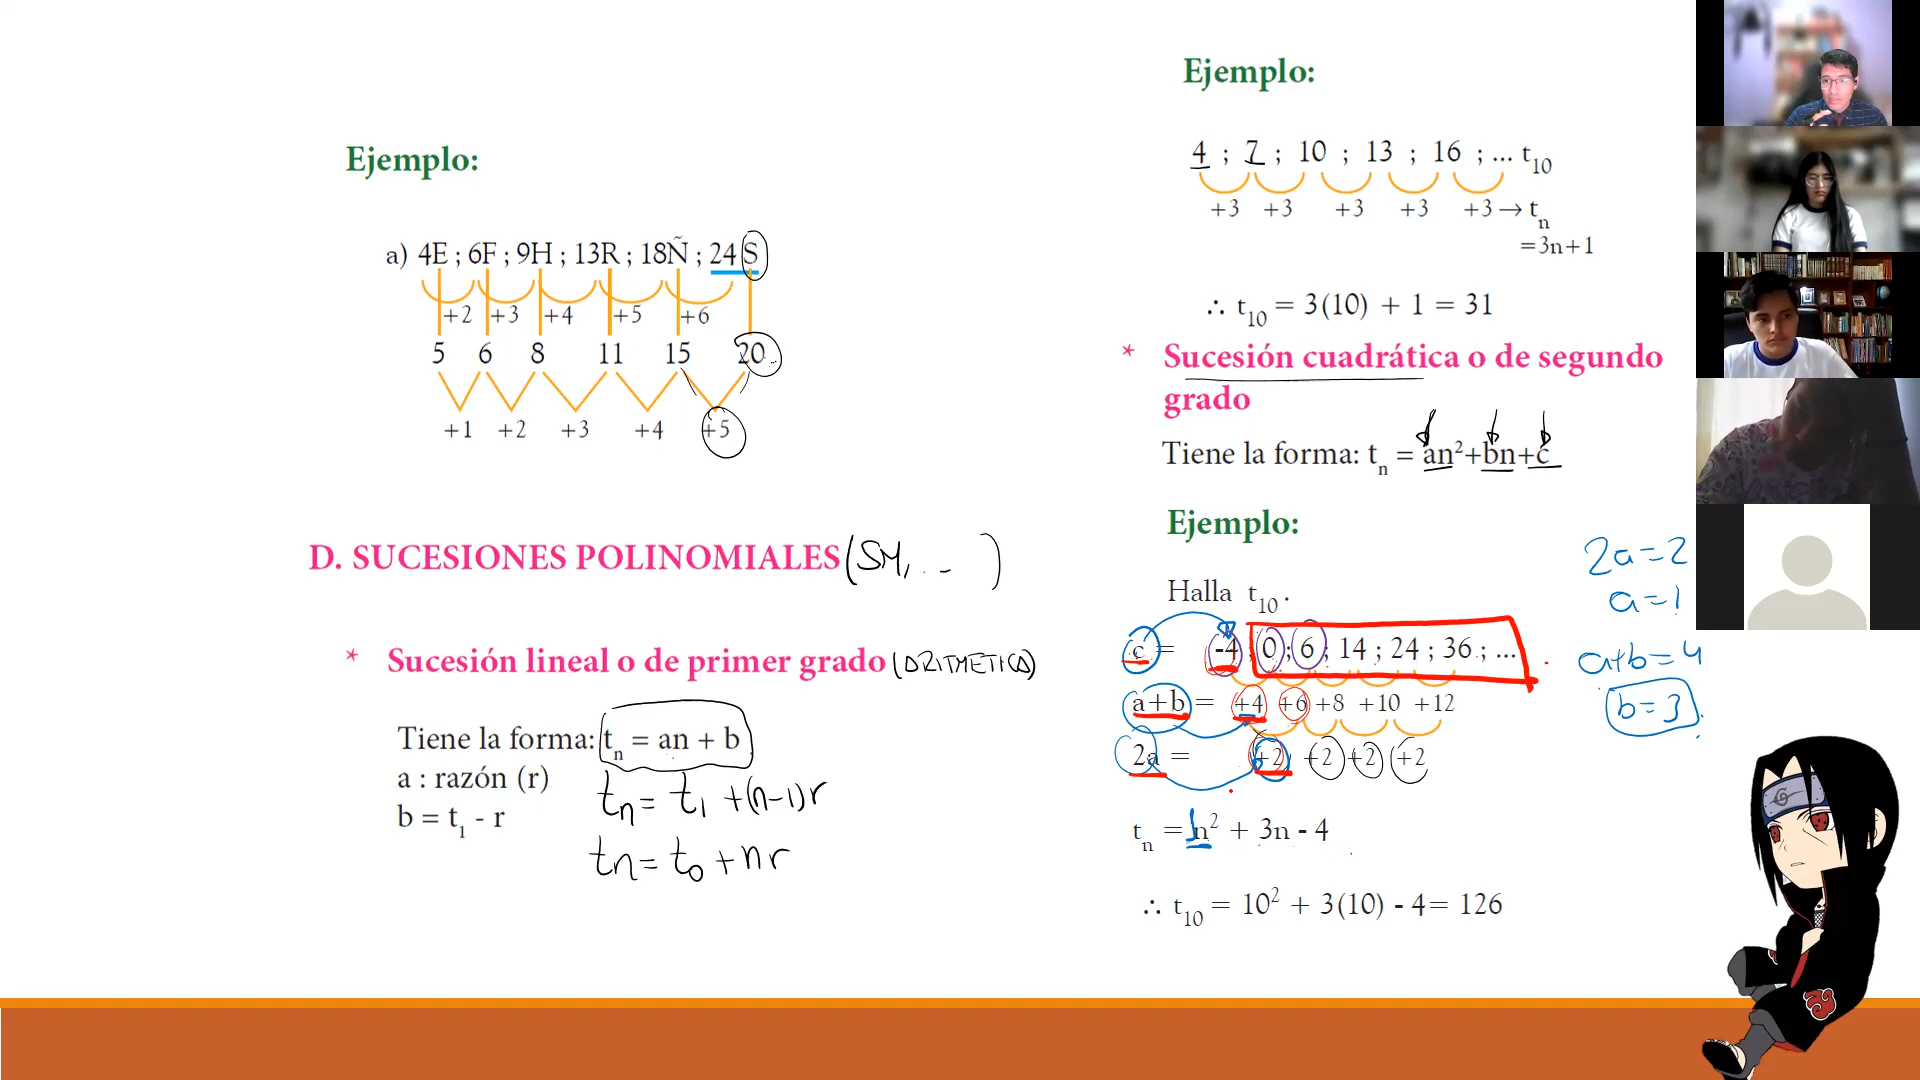 Ejemplo:
a) 4E ; 6F ; 9H ; 13R ; 18Ñ ; 24 S
+2 +3 +4 +5 +6
5 6 8 11 15 20
+1 +2 +3 +4 +5
D. SUCESIONES POLINOMIALES (SM, .. - )
* Sucesión lineal o de primer grado (ARITMETICA)
Tiene la forma: tn = an + b
a : razón (r)
b = t1 - r
tn = t1 + (n-1)r
tn = t0 + nr
Ejemplo:
4 ; 7 ; 10 ; 13 ; 16 ; ... t10
+3 +3 +3 +3 +3 → tn
=3n+1
∴ t10 = 3(10) + 1 = 31
* Sucesión cuadrática o de segundo
grado
Tiene la forma: tn = an²+bn+c
Ejemplo:
Halla t10.
c = -4 ; 0 ; 6 ; 14 ; 24 ; 36 ; ...
a+b = +4 +6 +8 +10 +12
2a = +2 +2 +2 +2
tn = 1n² + 3n - 4
∴ t10 = 10² + 3(10) - 4= 126
2a=2
a=1
a+b=4
b=3